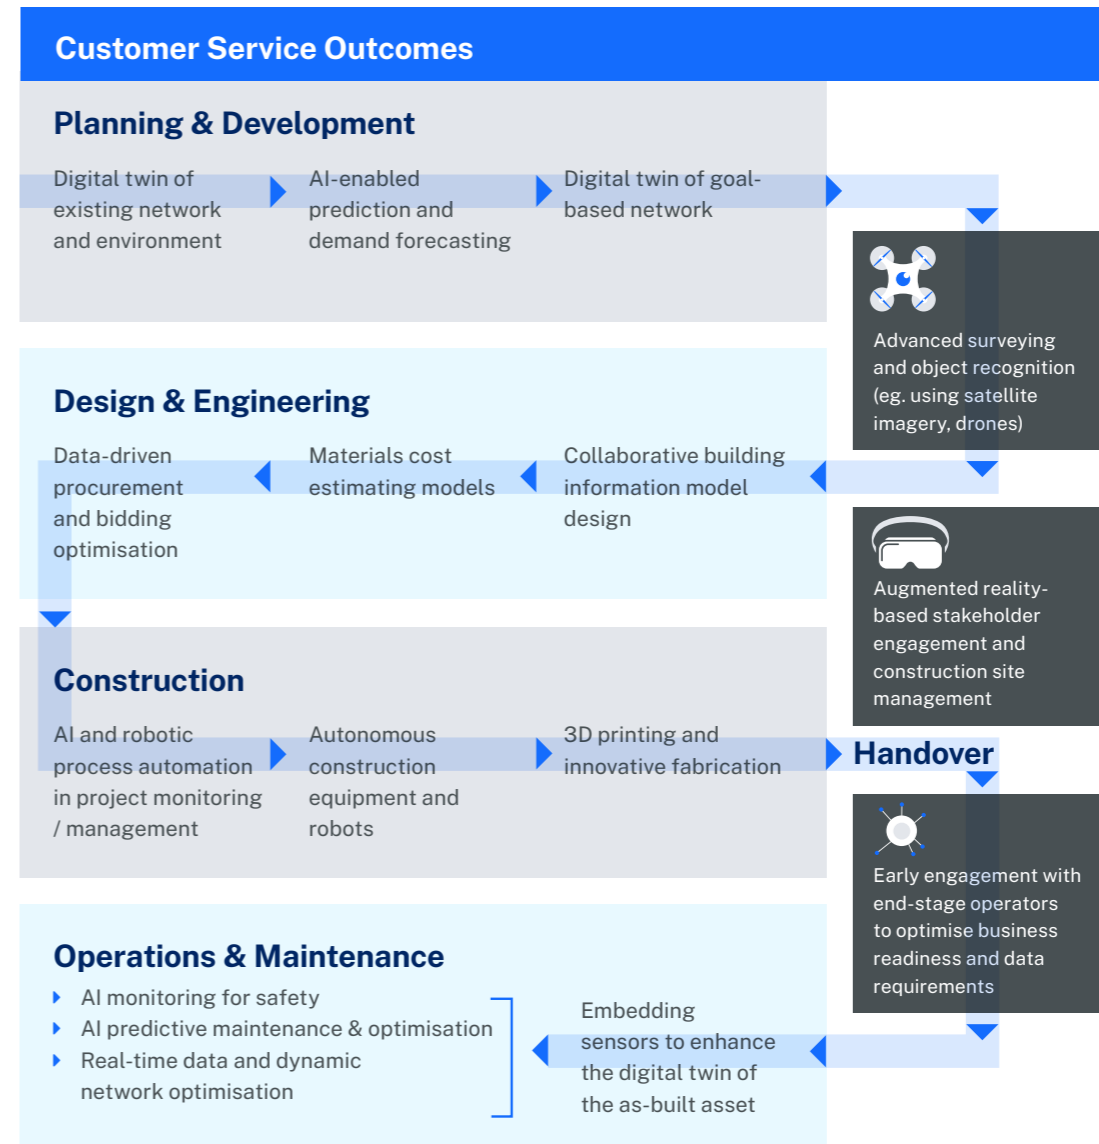 Customer Service Outcomes
Planning & Development
Digital twin of
existing network
and environment
AI-enabled
prediction and
demand forecasting
Digital twin of goal-
based network
Advanced surveying
and object recognition
(eg. using satellite
imagery, drones)
Design & Engineering
Collaborative building
information model
design
Materials cost
estimating models
Data-driven
procurement
and bidding
optimisation
Augmented reality-
based stakeholder
engagement and
construction site
management
Construction
AI and robotic
process automation
in project monitoring
/ management
Autonomous
construction
equipment and
robots
3D printing and
innovative fabrication
Handover
Early engagement with
end-stage operators
to optimise business
readiness and data
requirements
Operations & Maintenance
Embedding
sensors to enhance
the digital twin of
the as-built asset
AI monitoring for safety
AI predictive maintenance & optimisation
Real-time data and dynamic
network optimisation